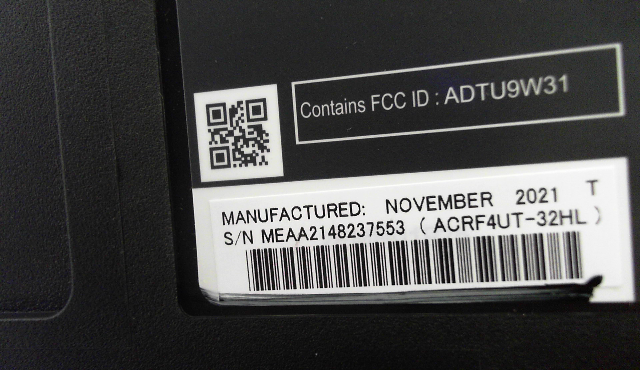 Contains FCC ID : ADTU9W31
MANUFACTURED: NOVEMBER 2021 T
S/N MEAA2148237553 ( ACRF4UT-32HL )